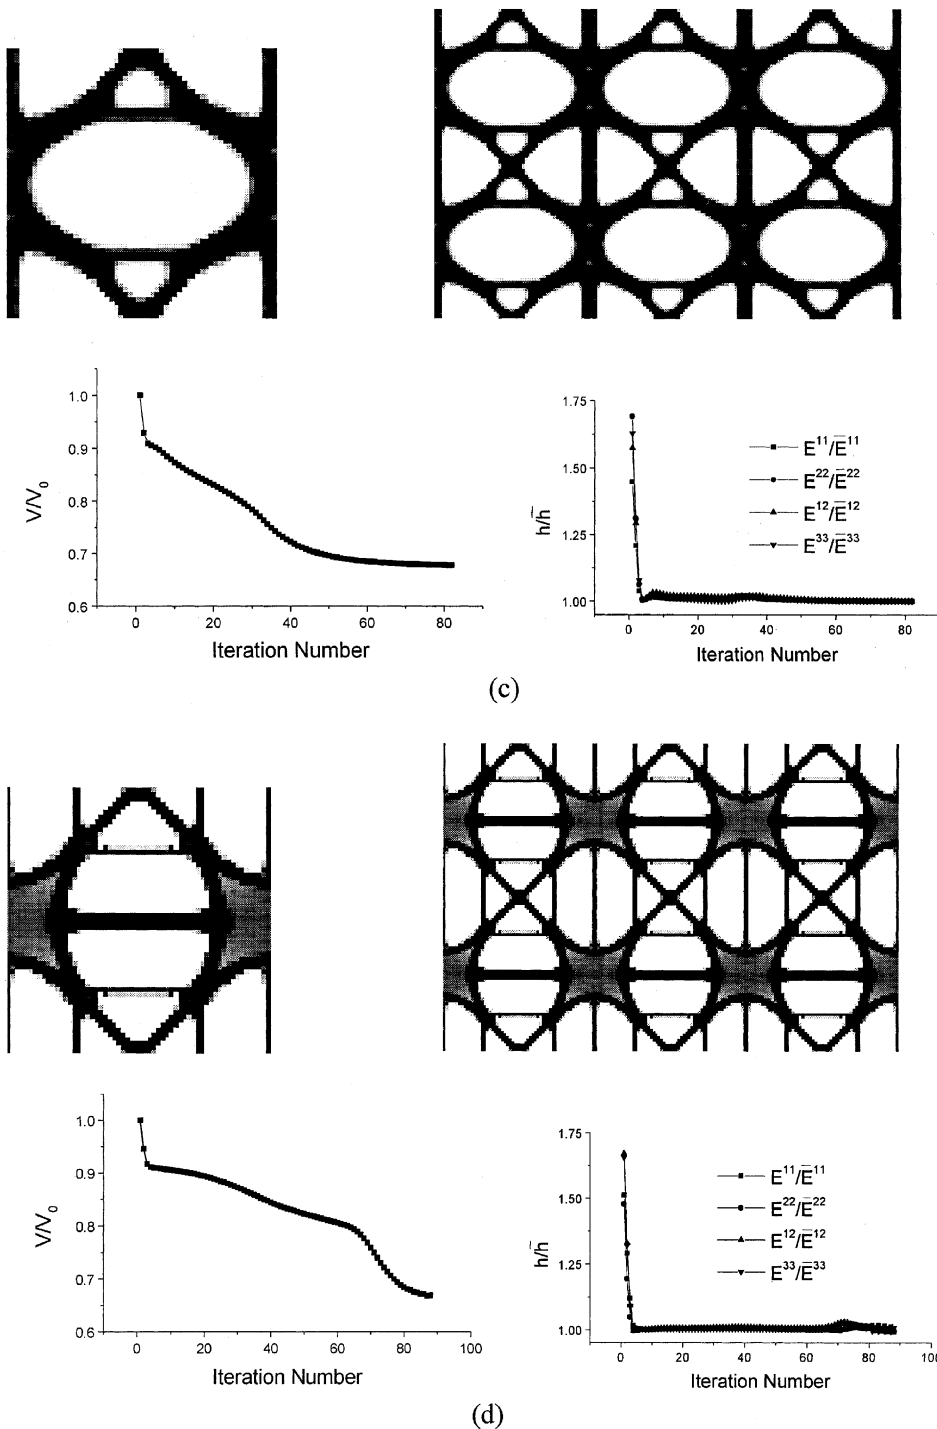 1.0
0.9
0.8
0.7
0.6
V/V₀
0 20 40 60 80
Iteration Number
1.75
1.50
1.25
1.00
h/h̄
E¹¹/Ē¹¹
E²²/Ē²²
E¹²/Ē¹²
E³³/Ē³³
0 20 40 60 80
Iteration Number
(c)
1.0
0.9
0.8
0.7
0.6
V/V₀
0 20 40 60 80 100
Iteration Number
1.75
1.50
1.25
1.00
h/h̄
E¹¹/Ē¹¹
E²²/Ē²²
E¹²/Ē¹²
E³³/Ē³³
0 20 40 60 80 100
Iteration Number
(d)